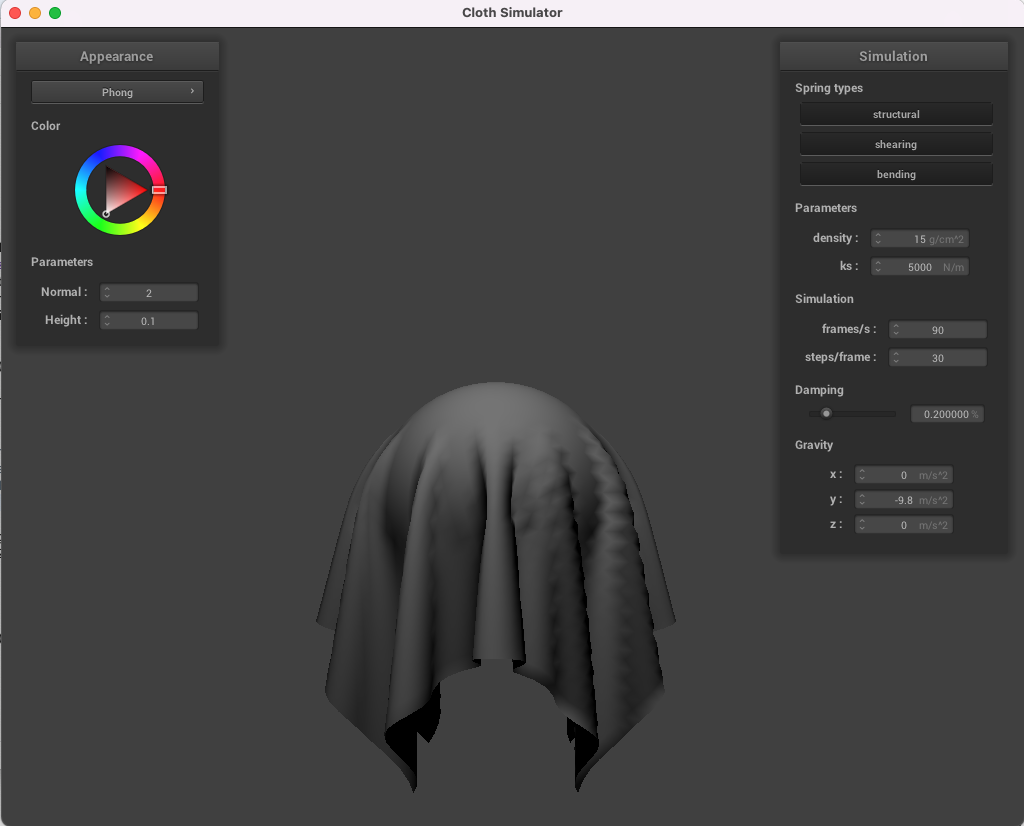 Cloth Simulator
Appearance
Phong
Color
Parameters
Normal : 2
Height : 0.1
Simulation
Spring types
structural
shearing
bending
Parameters
density : 15 g/cm^2
ks : 5000 N/m
Simulation
frames/s : 90
steps/frame : 30
Damping
0.200000 %
Gravity
x : 0 m/s^2
y : -9.8 m/s^2
z : 0 m/s^2